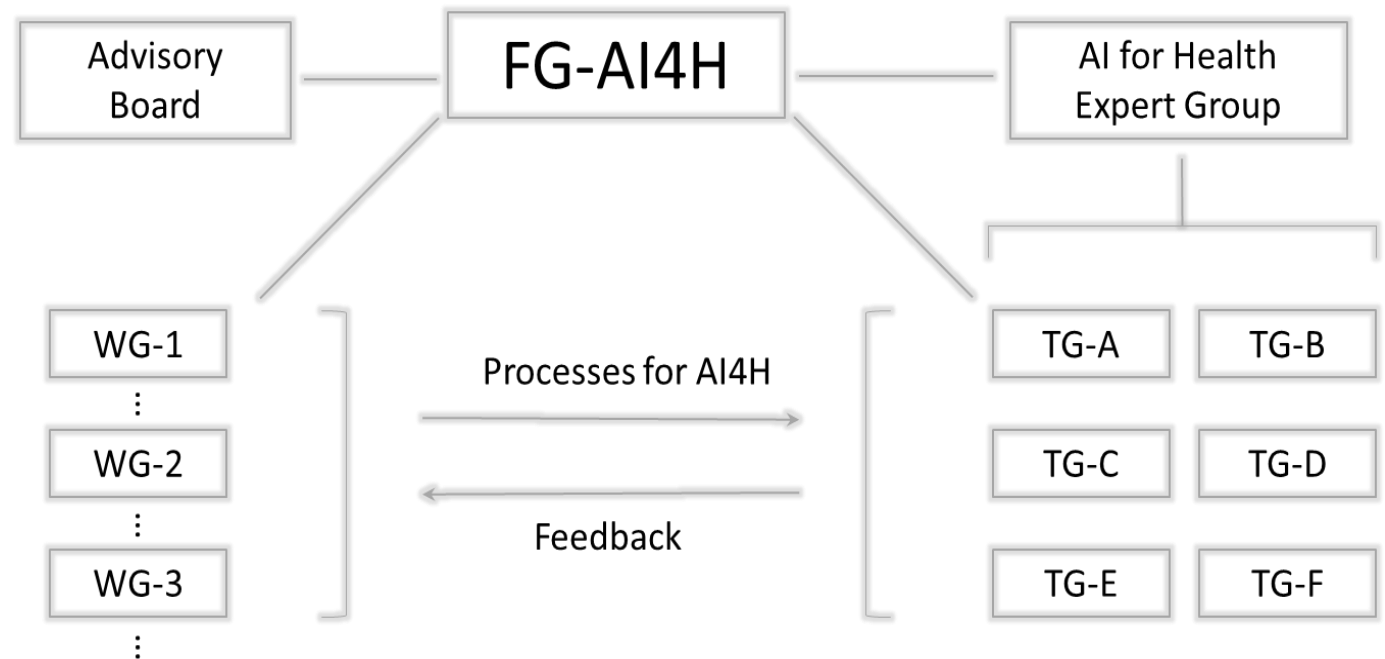 Advisory
Board
FG-AI4H
AI for Health
Expert Group
WG-1
⋮
WG-2
⋮
WG-3
⋮
Processes for AI4H
Feedback
TG-A
TG-B
TG-C
TG-D
TG-E
TG-F